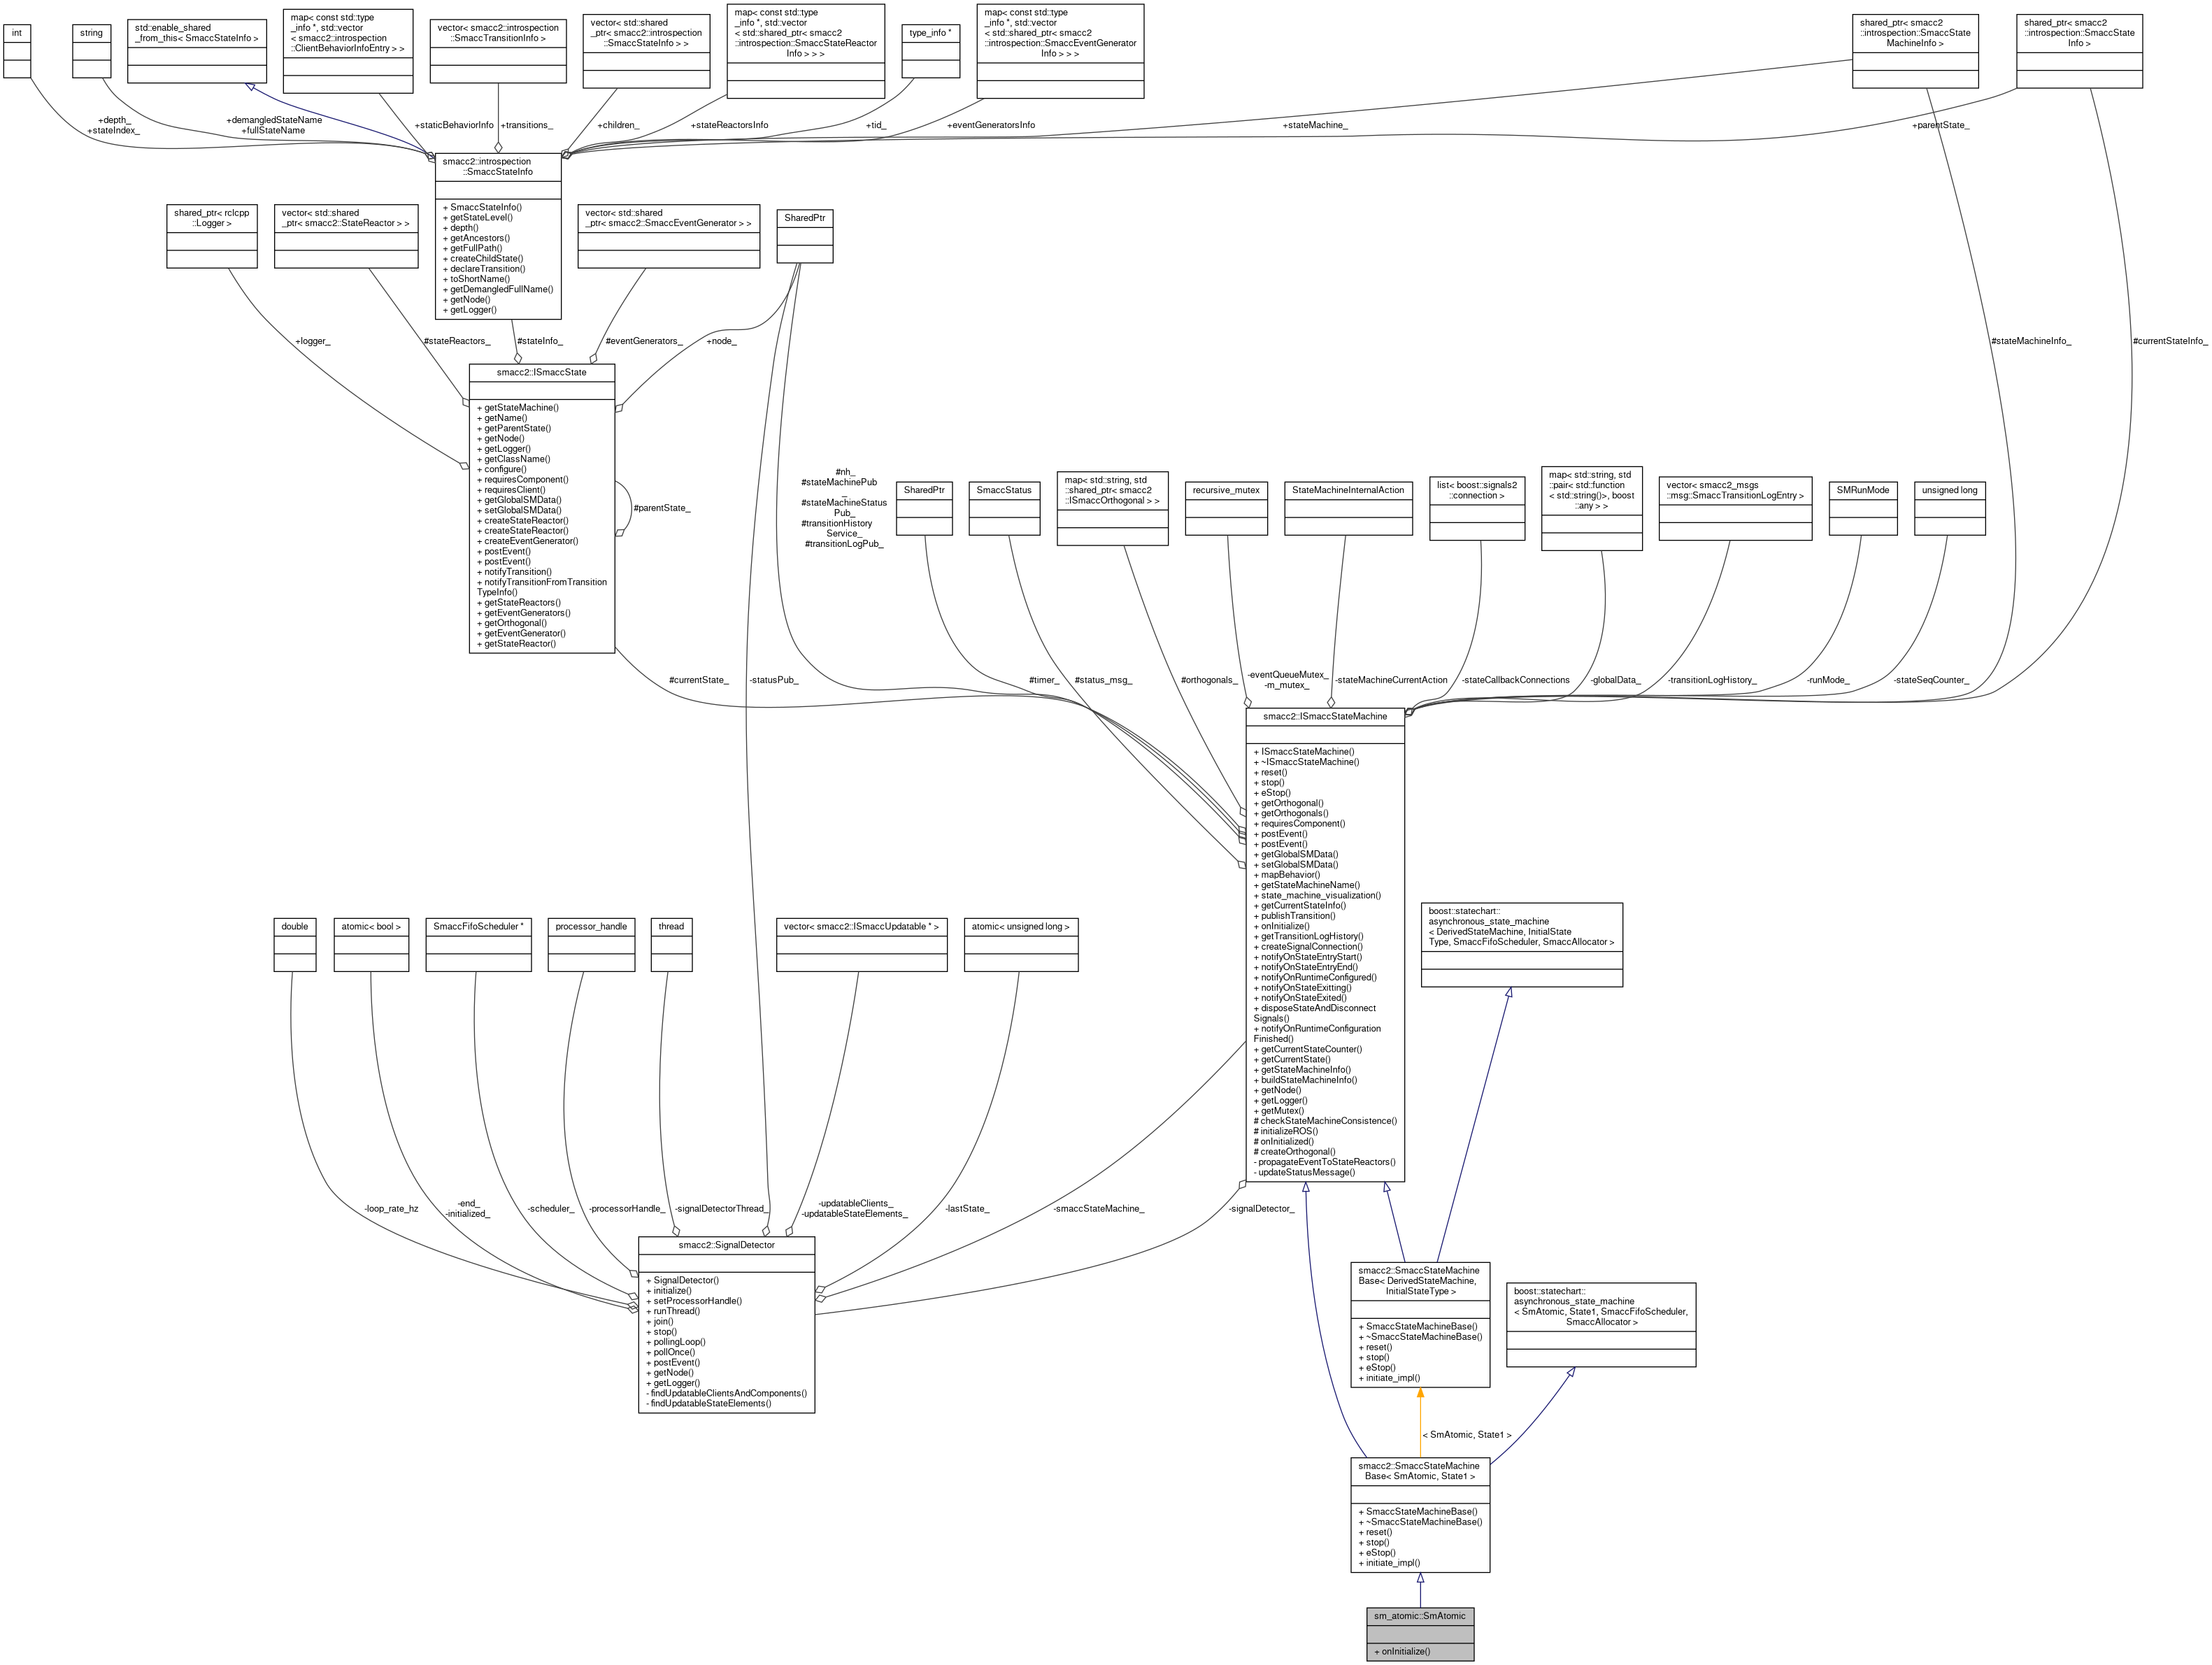 int
string
std::enable_shared
_from_this< SmaccStateInfo >
map< const std::type
_info *, std::vector
< smacc2::introspection
::ClientBehaviorInfoEntry > >
vector< smacc2::introspection
::SmaccTransitionInfo >
vector< std::shared
_ptr< smacc2::introspection
::SmaccStateInfo > >
map< const std::type
_info *, std::vector
< std::shared_ptr< smacc2
::introspection::SmaccStateReactor
Info > > >
type_info *
map< const std::type
_info *, std::vector
< std::shared_ptr< smacc2
::introspection::SmaccEventGenerator
Info > > >
shared_ptr< smacc2
::introspection::SmaccState
MachineInfo >
shared_ptr< smacc2
::introspection::SmaccState
Info >
+depth_
+stateIndex_
+demangledStateName
+fullStateName
+staticBehaviorInfo
+transitions_
+children_
+stateReactorsInfo
+tid_
+eventGeneratorsInfo
+stateMachine_
+parentState_
smacc2::introspection
::SmaccStateInfo
+ SmaccStateInfo()
+ getStateLevel()
+ depth()
+ getAncestors()
+ getFullPath()
+ createChildState()
+ declareTransition()
+ toShortName()
+ getDemangledFullName()
+ getNode()
+ getLogger()
shared_ptr< rclcpp
::Logger >
vector< std::shared
_ptr< smacc2::StateReactor > >
vector< std::shared
_ptr< smacc2::SmaccEventGenerator > >
SharedPtr
+logger_
#stateReactors_
#stateInfo_
#eventGenerators_
+node_
#stateMachineInfo_
#currentStateInfo_
smacc2::ISmaccState
+ getStateMachine()
+ getName()
+ getParentState()
+ getNode()
+ getLogger()
+ getClassName()
+ configure()
+ requiresComponent()
+ requiresClient()
+ getGlobalSMData()
+ setGlobalSMData()
+ createStateReactor()
+ createStateReactor()
+ createEventGenerator()
+ postEvent()
+ postEvent()
+ notifyTransition()
+ notifyTransitionFromTransition
TypeInfo()
+ getStateReactors()
+ getEventGenerators()
+ getOrthogonal()
+ getEventGenerator()
+ getStateReactor()
#parentState_
#nh_
#stateMachinePub
_
#stateMachineStatus
Pub_
#transitionHistory
Service_
#transitionLogPub_
SharedPtr
SmaccStatus
map< std::string, std
::shared_ptr< smacc2
::ISmaccOrthogonal > >
recursive_mutex
StateMachineInternalAction
list< boost::signals2
::connection >
map< std::string, std
::pair< std::function
< std::string()>, boost
::any > >
vector< smacc2_msgs
::msg::SmaccTransitionLogEntry >
SMRunMode
unsigned long
#currentState_
-statusPub_
#timer_
#status_msg_
#orthogonals_
-eventQueueMutex_
-m_mutex_
-stateMachineCurrentAction
-stateCallbackConnections
-globalData_
-transitionLogHistory_
-runMode_
-stateSeqCounter_
smacc2::ISmaccStateMachine
+ ISmaccStateMachine()
+ ~ISmaccStateMachine()
+ reset()
+ stop()
+ eStop()
+ getOrthogonal()
+ getOrthogonals()
+ requiresComponent()
+ postEvent()
+ postEvent()
+ getGlobalSMData()
+ setGlobalSMData()
+ mapBehavior()
+ getStateMachineName()
+ state_machine_visualization()
+ getCurrentStateInfo()
+ publishTransition()
+ onInitialize()
+ getTransitionLogHistory()
+ createSignalConnection()
+ notifyOnStateEntryStart()
+ notifyOnStateEntryEnd()
+ notifyOnRuntimeConfigured()
+ notifyOnStateExitting()
+ notifyOnStateExited()
+ disposeStateAndDisconnect
Signals()
+ notifyOnRuntimeConfiguration
Finished()
+ getCurrentStateCounter()
+ getCurrentState()
+ getStateMachineInfo()
+ buildStateMachineInfo()
+ getNode()
+ getLogger()
+ getMutex()
# checkStateMachineConsistence()
# initializeROS()
# onInitialized()
# createOrthogonal()
- propagateEventToStateReactors()
- updateStatusMessage()
double
atomic< bool >
SmaccFifoScheduler *
processor_handle
thread
vector< smacc2::ISmaccUpdatable * >
atomic< unsigned long >
boost::statechart::
asynchronous_state_machine
< DerivedStateMachine, InitialState
Type, SmaccFifoScheduler, SmaccAllocator >
-loop_rate_hz
-end_
-initialized_
-scheduler_
-processorHandle_
-signalDetectorThread_
-updatableClients_
-updatableStateElements_
-lastState_
-smaccStateMachine_
-signalDetector_
smacc2::SignalDetector
+ SignalDetector()
+ initialize()
+ setProcessorHandle()
+ runThread()
+ join()
+ stop()
+ pollingLoop()
+ pollOnce()
+ postEvent()
+ getNode()
+ getLogger()
- findUpdatableClientsAndComponents()
- findUpdatableStateElements()
smacc2::SmaccStateMachine
Base< DerivedStateMachine,
InitialStateType >
+ SmaccStateMachineBase()
+ ~SmaccStateMachineBase()
+ reset()
+ stop()
+ eStop()
+ initiate_impl()
boost::statechart::
asynchronous_state_machine
< SmAtomic, State1, SmaccFifoScheduler,
SmaccAllocator >
< SmAtomic, State1 >
smacc2::SmaccStateMachine
Base< SmAtomic, State1 >
+ SmaccStateMachineBase()
+ ~SmaccStateMachineBase()
+ reset()
+ stop()
+ eStop()
+ initiate_impl()
sm_atomic::SmAtomic
+ onInitialize()